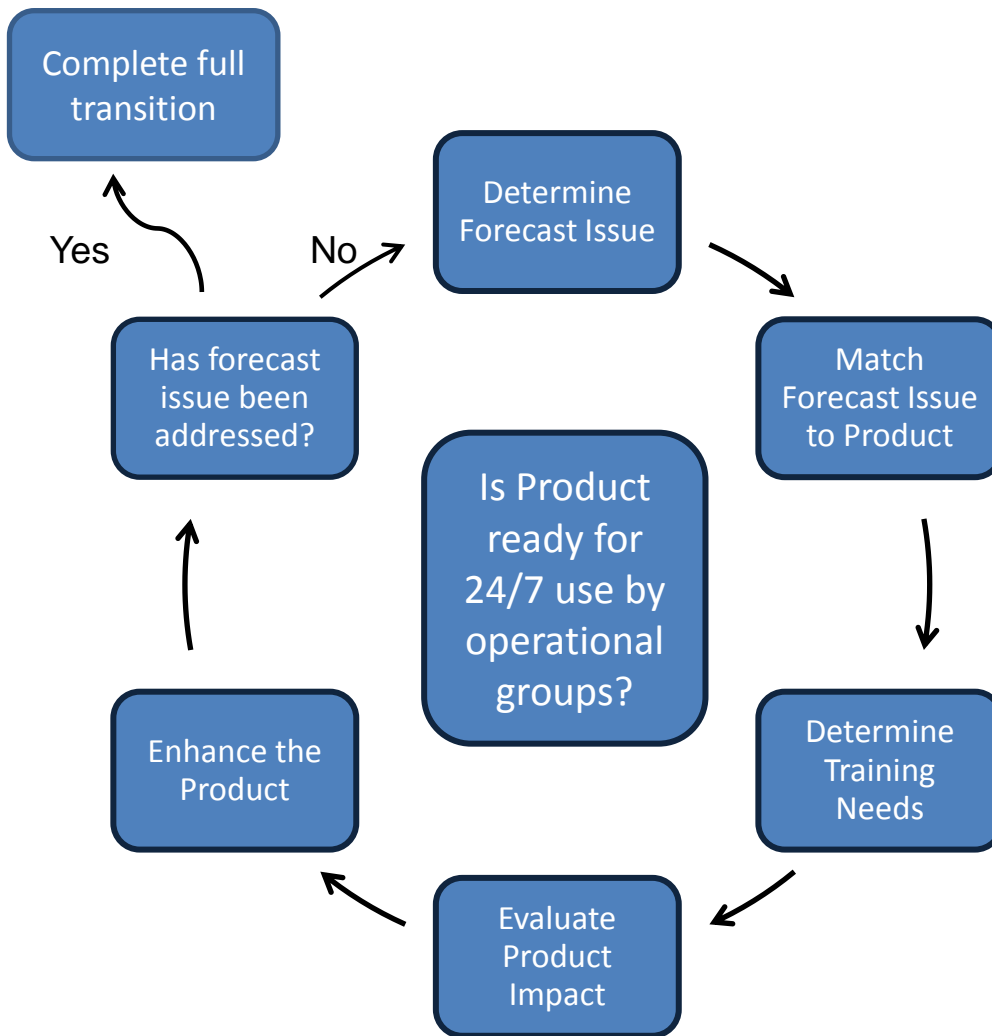 Complete full
transition
Yes
No
Determine
Forecast Issue
Match
Forecast Issue
to Product
Has forecast
issue been
addressed?
Is Product
ready for
24/7 use by
operational
groups?
Determine
Training
Needs
Enhance the
Product
Evaluate
Product
Impact